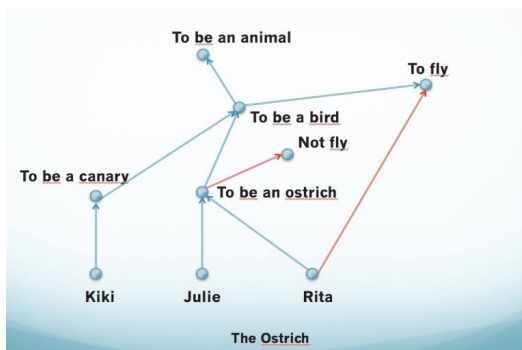 To be an animal
To fly
To be a bird
Not fly
To be a canary
To be an ostrich
Kiki
Julie
Rita
The Ostrich